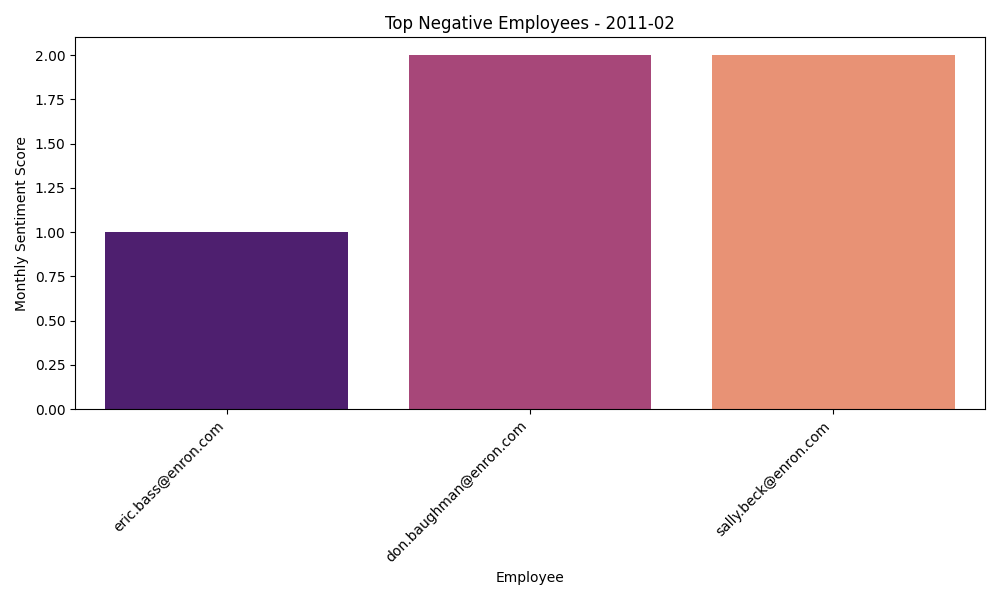 Top Negative Employees - 2011-02
Monthly Sentiment Score
2.00
1.75
1.50
1.25
1.00
0.75
0.50
0.25
0.00
eric.bass@enron.com
don.baughman@enron.com
sally.beck@enron.com
Employee